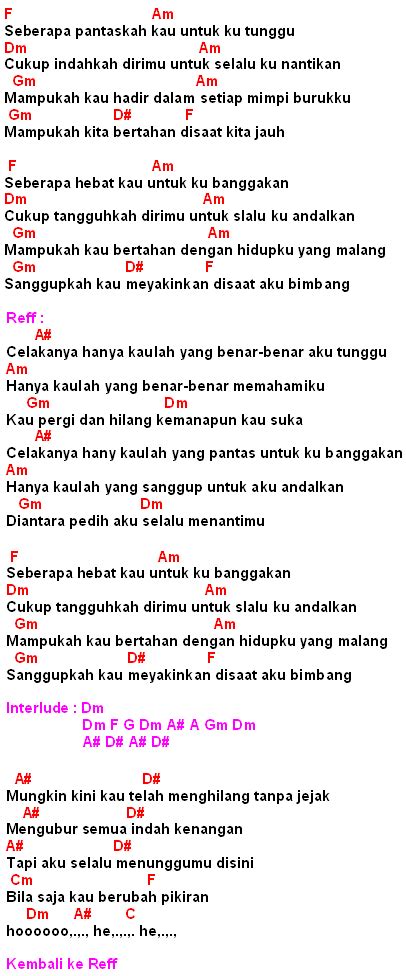 F Am
Seberapa pantaskah kau untuk ku tunggu
Dm Am
Cukup indahkah dirimu untuk selalu ku nantikan
Gm Am
Mampukah kau hadir dalam setiap mimpi burukku
Gm D# F
Mampukah kita bertahan disaat kita jauh
F Am
Seberapa hebat kau untuk ku banggakan
Dm Am
Cukup tangguhkah dirimu untuk slalu ku andalkan
Gm Am
Mampukah kau bertahan dengan hidupku yang malang
Gm D# F
Sanggupkah kau meyakinkan disaat aku bimbang
Reff :
A#
Celakanya hanya kaulah yang benar-benar aku tunggu
Am
Hanya kaulah yang benar-benar memahamiku
Gm Dm
Kau pergi dan hilang kemanapun kau suka
A#
Celakanya hany kaulah yang pantas untuk ku banggakan
Am
Hanya kaulah yang sanggup untuk aku andalkan
Gm Dm
Diantara pedih aku selalu menantimu
F Am
Seberapa hebat kau untuk ku banggakan
Dm Am
Cukup tangguhkah dirimu untuk slalu ku andalkan
Gm Am
Mampukah kau bertahan dengan hidupku yang malang
Gm D# F
Sanggupkah kau meyakinkan disaat aku bimbang
Interlude : Dm
Dm F G Dm A# A Gm Dm
A# D# A# D#
A# D#
Mungkin kini kau telah menghilang tanpa jejak
A# D#
Mengubur semua indah kenangan
A# D#
Tapi aku selalu menunggumu disini
Cm F
Bila saja kau berubah pikiran
Dm A# C
hoooooo,,,,, he,,,,,, he,,,,,
Kembali ke Reff